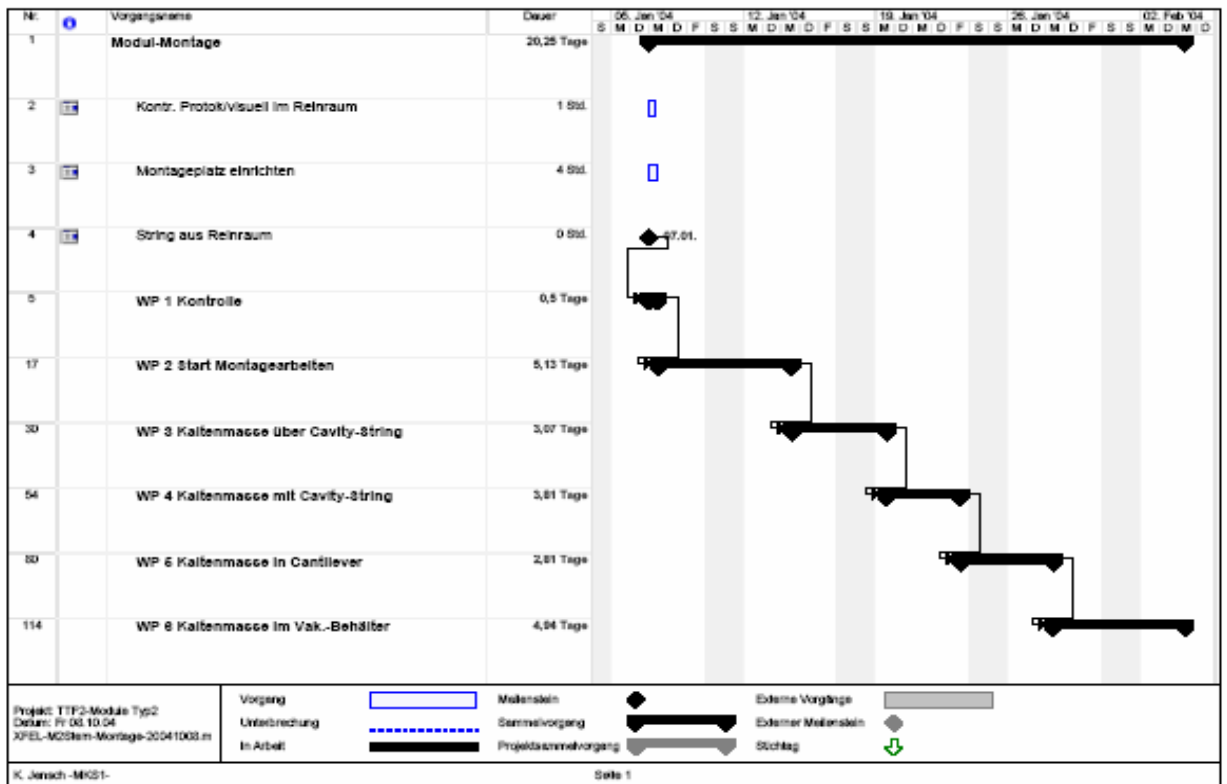 Nr. Vorgangsname Dauer 05. Jan '04 12. Jan '04 19. Jan '04 26. Jan '04 02. Feb '04
S M D M D F S S M D M D F S S M D M D F S S M D M D F S S M D M D
1 Modul-Montage 20,25 Tage
2 Kontr. Protok/visuell im Reinraum 1 Std.
3 Montageplatz einrichten 4 Std.
4 String aus Reinraum 0 Std. 07.01.
5 WP 1 Kontrolle 0,5 Tage
17 WP 2 Start Montagearbeiten 5,13 Tage
30 WP 3 Kaltenmasse über Cavity-String 3,07 Tage
54 WP 4 Kaltenmasse mit Cavity-String 3,81 Tage
80 WP 5 Kaltenmasse in Cantilever 2,81 Tage
114 WP 6 Kaltenmasse im Vak.-Behälter 4,94 Tage
Projekt: TTF2-Module Typ2
Datum: Fr 08.10.04
XFEL-M2Stem-Montage-20041008.m
Vorgang Meilenstein Externe Vorgänge
Unterbrechung Sammelvorgang Externer Meilenstein
In Arbeit Projektsammelvorgang Stichtag
K. Jensch -MKS1- Seite 1